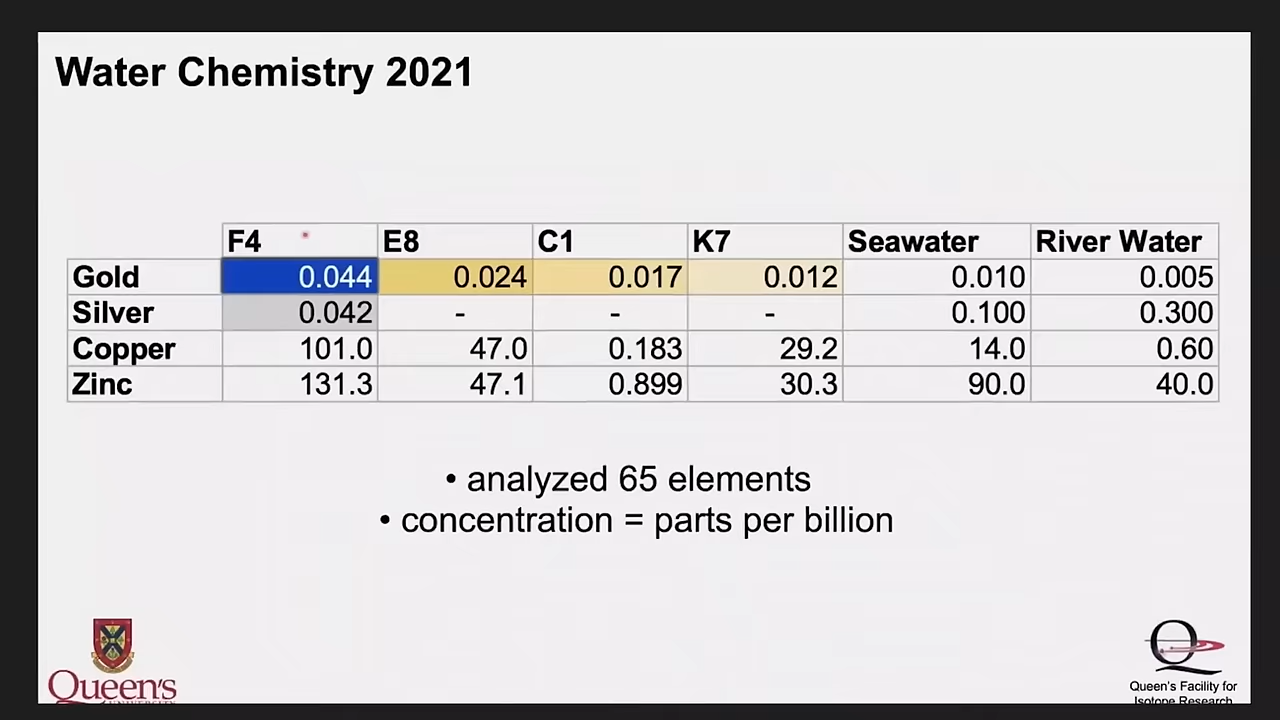 Water Chemistry 2021
F4 E8 C1 K7 Seawater River Water
Gold 0.044 0.024 0.017 0.012 0.010 0.005
Silver 0.042 - - - 0.100 0.300
Copper 101.0 47.0 0.183 29.2 14.0 0.60
Zinc 131.3 47.1 0.899 30.3 90.0 40.0
• analyzed 65 elements
• concentration = parts per billion
Queen's
UNIVERSITY
Q
Queen's Facility for
Isotope Research